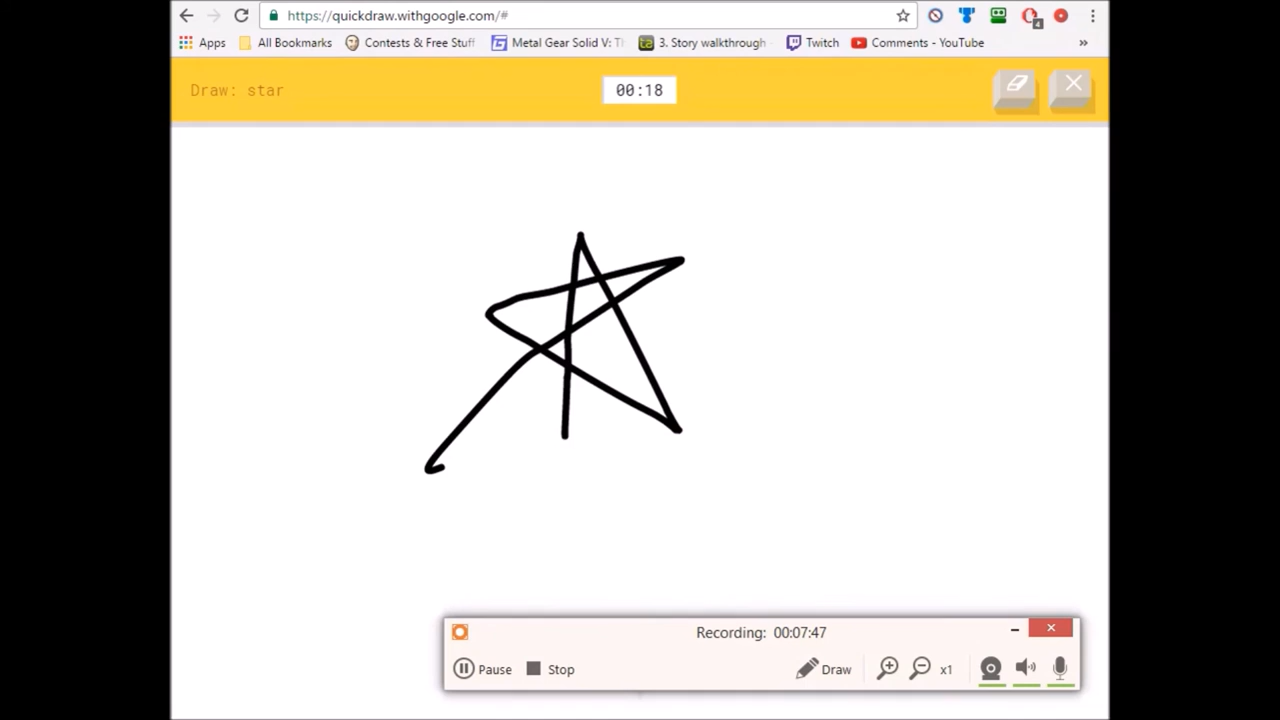 https://quickdraw.withgoogle.com/#
4
Apps All Bookmarks Contests & Free Stuff Metal Gear Solid V: Th 3. Story walkthrough Twitch Comments - YouTube »
Draw: star 00:18
Recording: 00:07:47
Pause Stop Draw x1